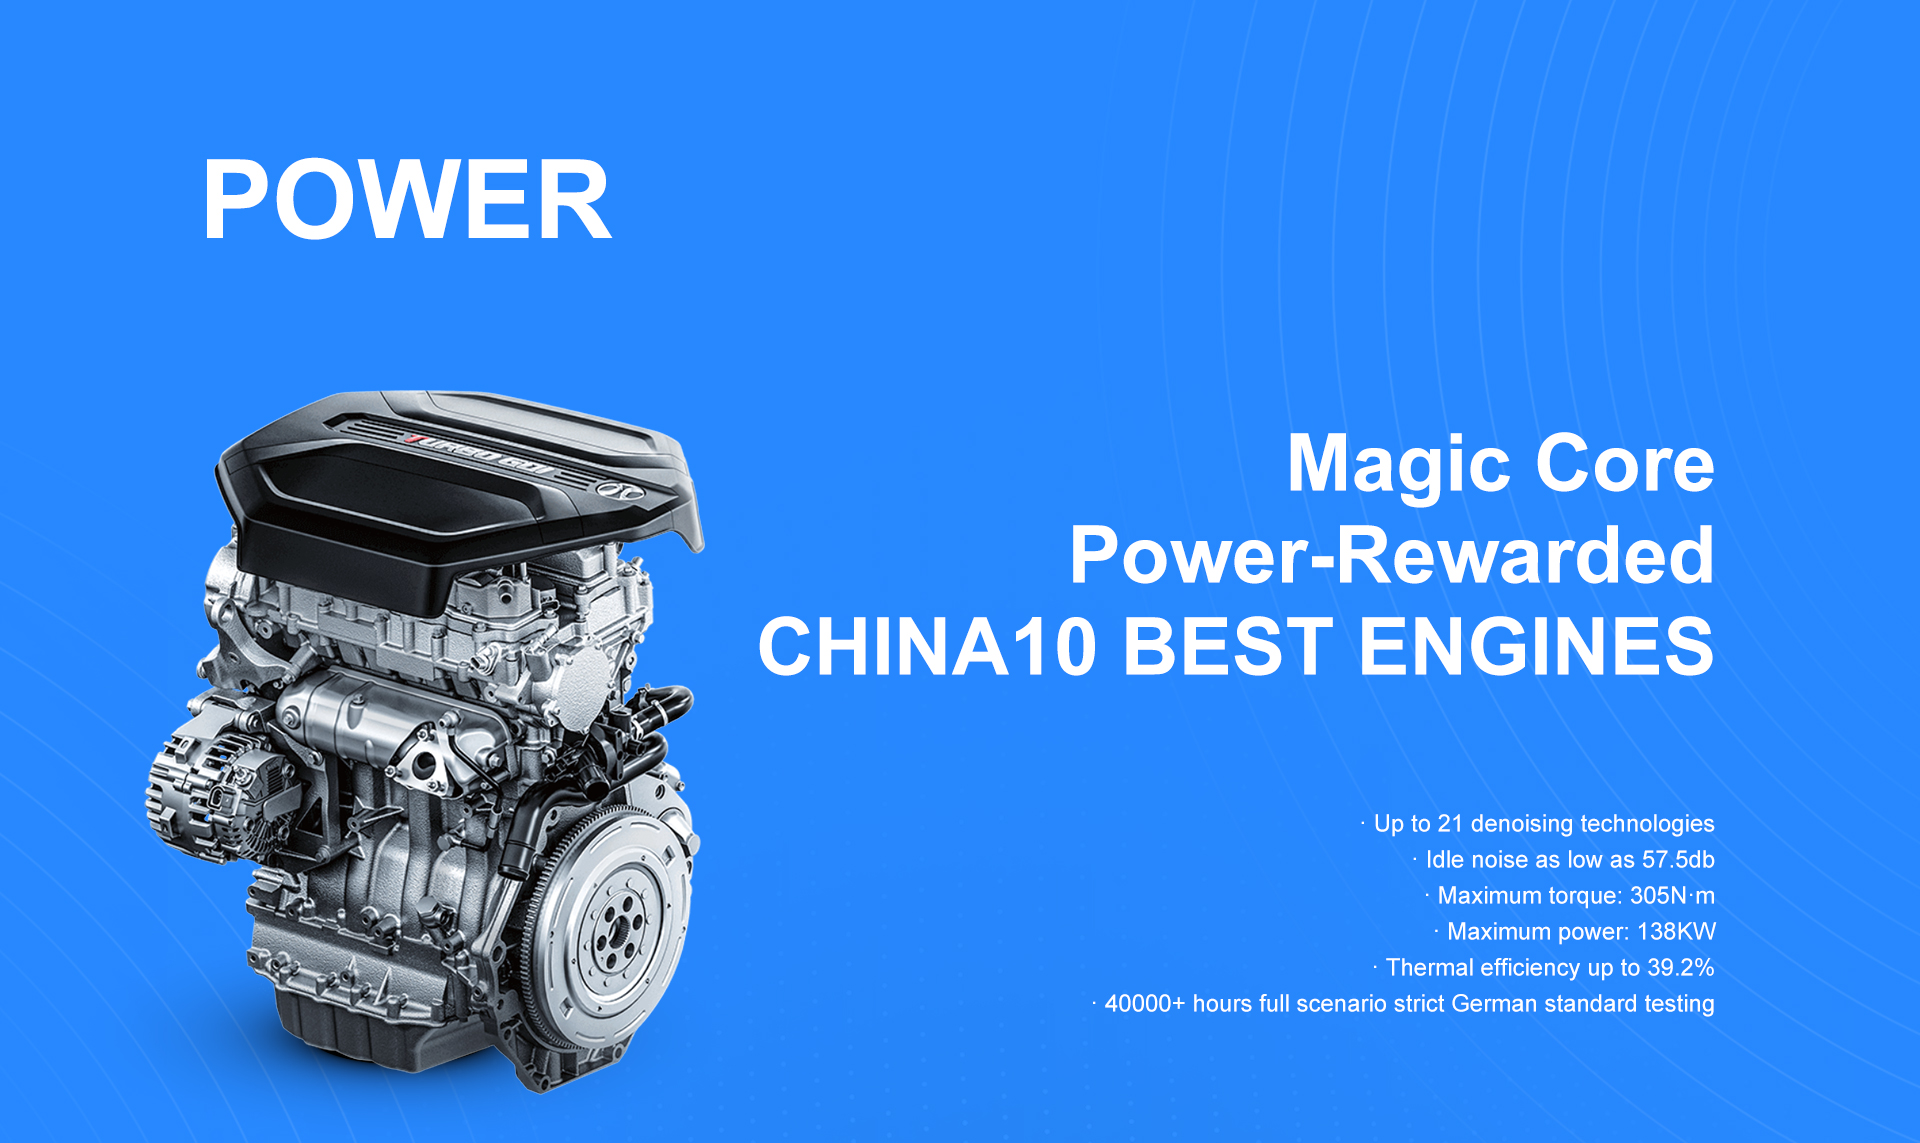 POWER
TURBO GDI
Magic Core
Power-Rewarded
CHINA10 BEST ENGINES
· Up to 21 denoising technologies
· Idle noise as low as 57.5db
· Maximum torque: 305N·m
· Maximum power: 138KW
· Thermal efficiency up to 39.2%
· 40000+ hours full scenario strict German standard testing